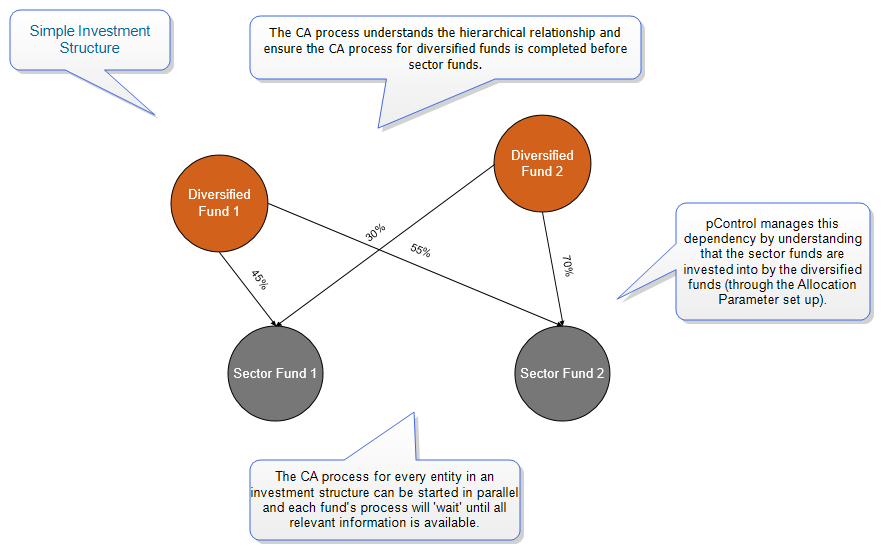 Simple Investment
Structure
The CA process understands the hierarchical relationship and
ensure the CA process for diversified funds is completed before
sector funds.
Diversified
Fund 1
Diversified
Fund 2
30%
55%
45%
70%
pControl manages this
dependency by understanding
that the sector funds are
invested into by the diversified
funds (through the Allocation
Parameter set up).
Sector Fund 1
Sector Fund 2
The CA process for every entity in an
investment structure can be started in parallel
and each fund's process will 'wait' until all
relevant information is available.